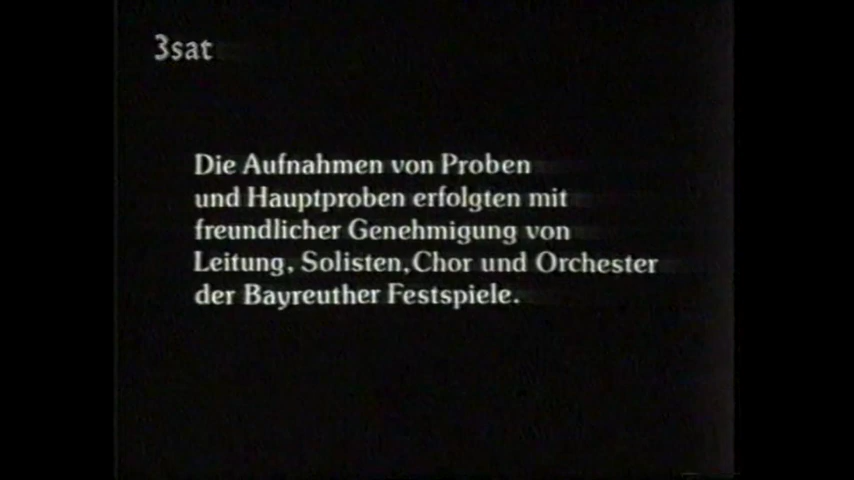 3sat
Die Aufnahmen von Proben
und Hauptproben erfolgten mit
freundlicher Genehmigung von
Leitung, Solisten, Chor und Orchester
der Bayreuther Festspiele.